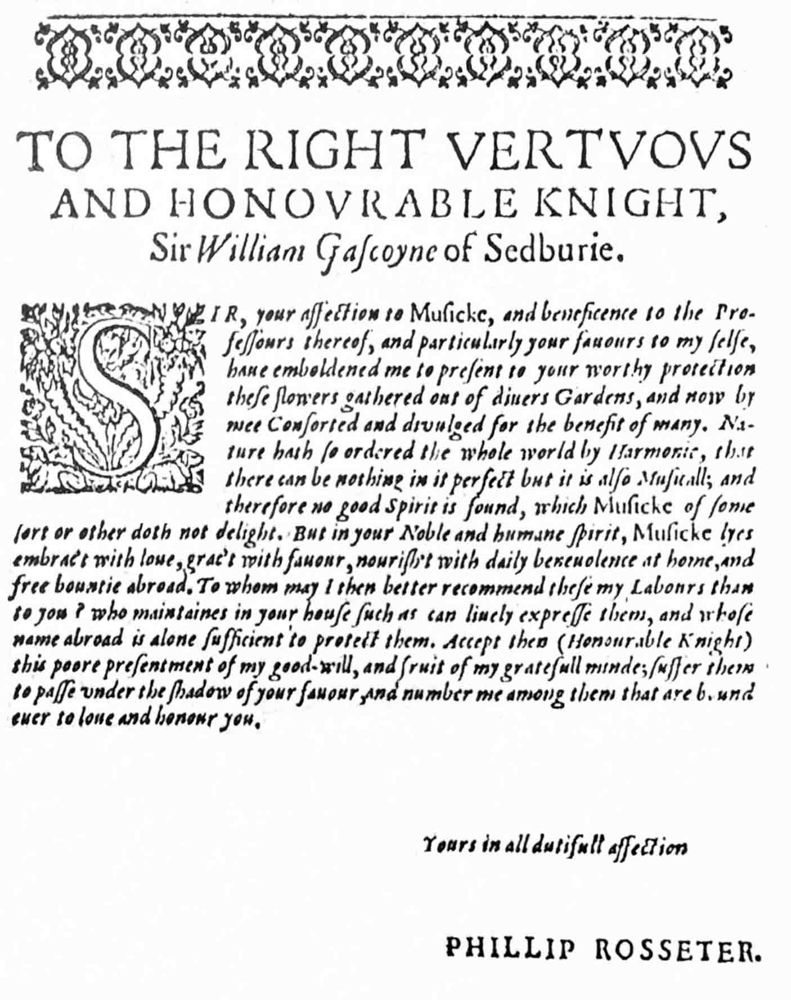 TO THE RIGHT VERTVOVS
AND HONOVRABLE KNIGHT,
Sir William Gaſcoyne of Sedburie.
SIR, your affection to Muſicke, and beneficence to the Pro-
feſſours thereof, and particularly your fauours to my ſelfe,
haue emboldened me to preſent to your worthy protection
theſe flowers gathered out of diuers Gardens, and now by
mee Conſorted and divulged for the benefit of many. Na-
ture hath ſo ordered the whole world by Harmonie, that
there can be nothing in it perfect but it is alſo Muſicall; and
therefore no good Spirit is found, which Muſicke of ſome
ſort or other doth not delight. But in your Noble and humane ſpirit, Muſicke lyes
embrac't with loue, grac't with fauour, nouriſh't with daily beneuolence at home, and
free bountie abroad. To whom may I then better recommend theſe my Labours than
to you ? who maintaines in your houſe ſuch as can liuely expreſſe them, and whoſe
name abroad is alone ſufficient to protect them. Accept then (Honourable Knight)
this poore preſentment of my good-will, and fruit of my gratefull minde; ſuffer them
to paſſe vnder the ſhadow of your fauour, and number me among them that are bound
euer to loue and honour you.
Yours in all dutifull affection
PHILLIP ROSSETER.